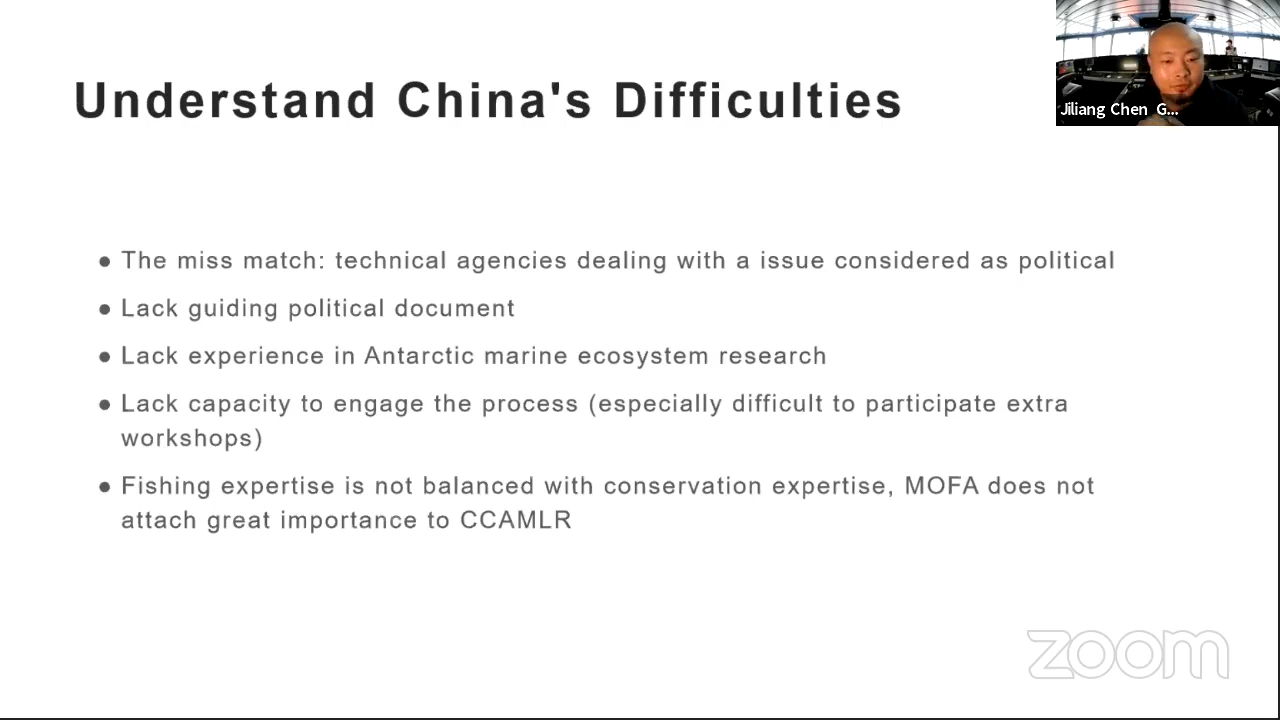 Understand China's Difficulties
Jiliang Chen G...
● The miss match: technical agencies dealing with a issue considered as political
● Lack guiding political document
● Lack experience in Antarctic marine ecosystem research
● Lack capacity to engage the process (especially difficult to participate extra
workshops)
● Fishing expertise is not balanced with conservation expertise, MOFA does not
attach great importance to CCAMLR
zoom